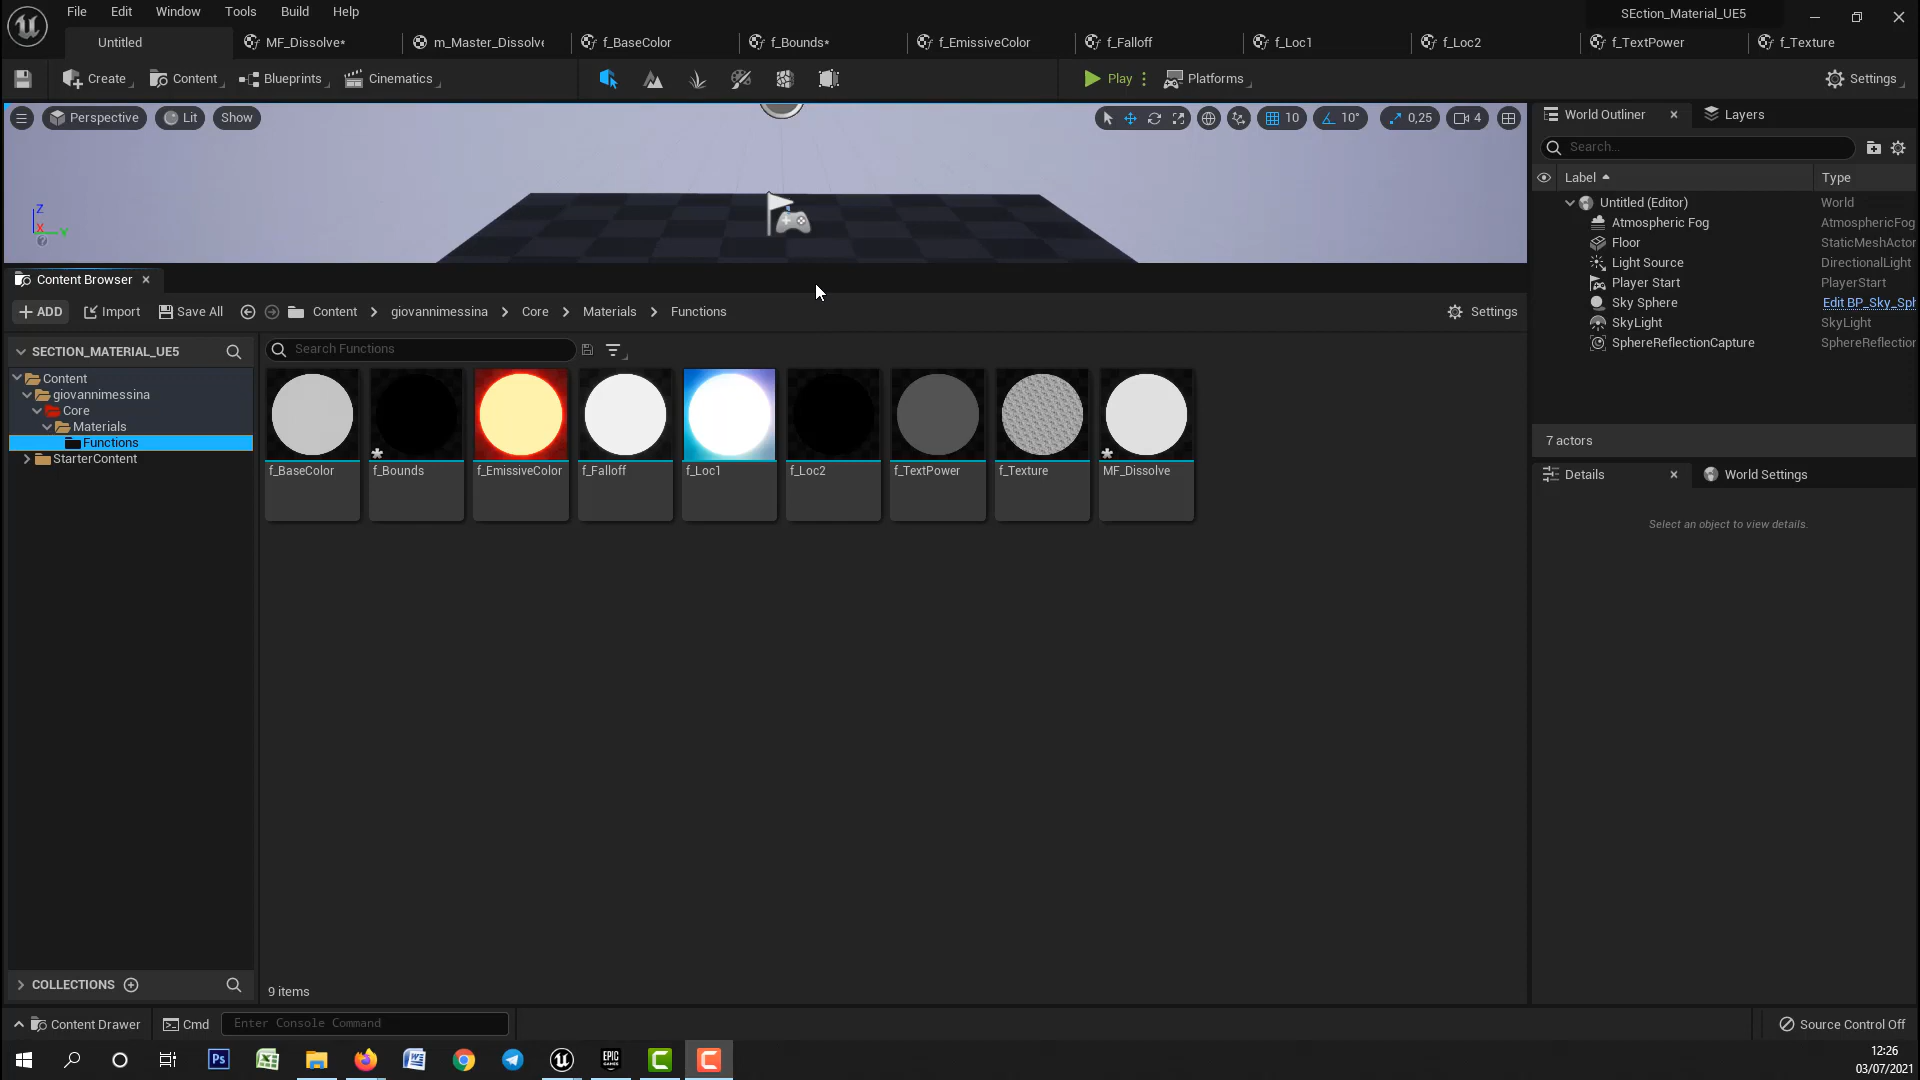 File Edit Window Tools Build Help
SEction_Material_UE5
Untitled MF_Dissolve* m_Master_Dissolve f_BaseColor f_Bounds* f_EmissiveColor f_Falloff f_Loc1 f_Loc2 f_TextPower f_Texture
Create Content Blueprints Cinematics Play Platforms Settings
Perspective Lit Show 10 10° 0,25 4
World Outliner Layers
Search...
Label Type
Untitled (Editor) World
Atmospheric Fog AtmosphericFog
Floor StaticMeshActor
Light Source DirectionalLight
Player Start PlayerStart
Sky Sphere Edit BP_Sky_Sph
SkyLight SkyLight
SphereReflectionCapture SphereReflection
7 actors
Details World Settings
Select an object to view details.
Z
X
Y
Content Browser
ADD Import Save All Content giovannimessina Core Materials Functions Settings
SECTION_MATERIAL_UE5
Search Functions
Content
giovannimessina
Core
Materials
Functions
StarterContent
f_BaseColor f_Bounds f_EmissiveColor f_Falloff f_Loc1 f_Loc2 f_TextPower f_Texture MF_Dissolve
COLLECTIONS
9 items
Content Drawer Cmd Enter Console Command Source Control Off
Ps
EPIC GAMES
12:26
03/07/2021